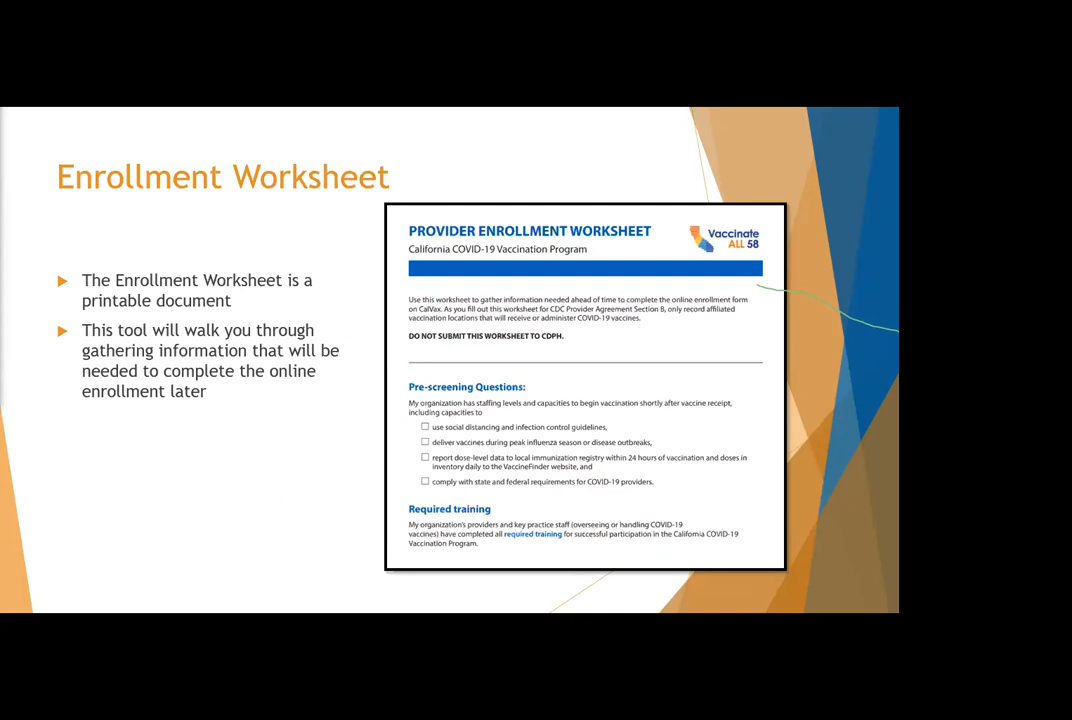 Enrollment Worksheet
The Enrollment Worksheet is a
printable document
This tool will walk you through
gathering information that will be
needed to complete the online
enrollment later
PROVIDER ENROLLMENT WORKSHEET
California COVID-19 Vaccination Program
Vaccinate
ALL 58
Use this worksheet to gather information needed ahead of time to complete the online enrollment form
on CalVax. As you fill out this worksheet for CDC Provider Agreement Section B, only record affiliated
vaccination locations that will receive or administer COVID-19 vaccines.
DO NOT SUBMIT THIS WORKSHEET TO CDPH.
Pre-screening Questions:
My organization has staffing levels and capacities to begin vaccination shortly after vaccine receipt,
including capacities to
use social distancing and infection control guidelines,
deliver vaccines during peak influenza season or disease outbreaks,
report dose-level data to local immunization registry within 24 hours of vaccination and doses in
inventory daily to the VaccineFinder website, and
comply with state and federal requirements for COVID-19 providers.
Required training
My organization's providers and key practice staff (overseeing or handling COVID-19
vaccines) have completed all required training for successful participation in the California COVID-19
Vaccination Program.